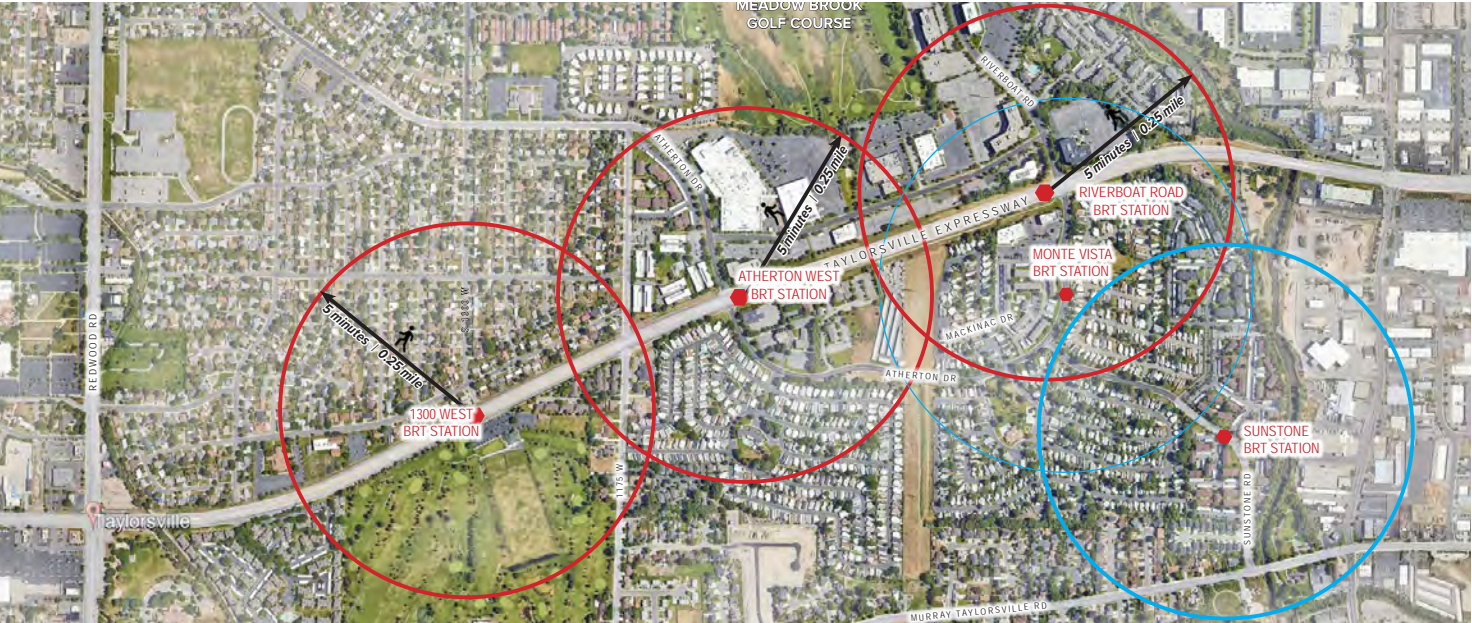 MEADOW BROOK
GOLF COURSE
RIVERBOAT RD
5 minutes | 0.25 mile
ATHERTON DR
5 minutes | 0.25 mile
RIVERBOAT ROAD
BRT STATION
TAYLORSVILLE EXPRESSWAY
MONTE VISTA
BRT STATION
ATHERTON WEST
BRT STATION
5 minutes | 0.25 mile
REDWOOD RD
MACKINAC DR
ATHERTON DR
1300 WEST
BRT STATION
SUNSTONE
BRT STATION
1175 W
SUNSTONE RD
Taylorsville
MURRAY TAYLORSVILLE RD